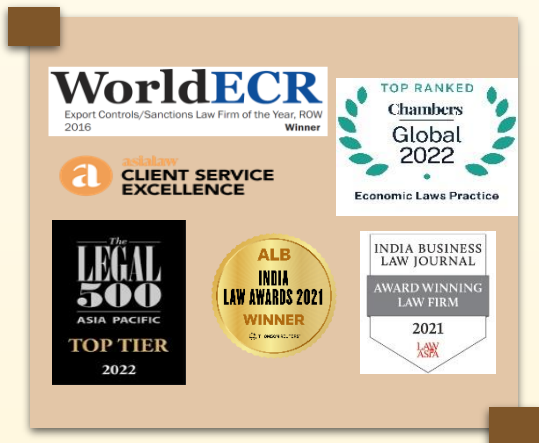 WorldECR
Export Controls/Sanctions Law Firm of the Year, ROW
2016
Winner
TOP RANKED
Chambers
Global
2022
Economic Laws Practice
a
asialaw
CLIENT SERVICE
EXCELLENCE
The
LEGAL
500
ASIA PACIFIC
TOP TIER
2022
ALB
INDIA
LAW AWARDS 2021
WINNER
THOMSON REUTERS
INDIA BUSINESS
LAW JOURNAL
AWARD WINNING
LAW FIRM
2021
LAW
ASIA